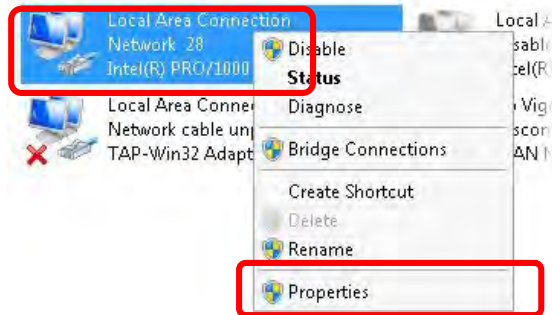 Local Area Connection
Network 28
Intel(R) PRO/1000
Local Area Connec
Network cable unp
TAP-Win32 Adapt
Disable
Status
Diagnose
Bridge Connections
Create Shortcut
Delete
Rename
Properties
Local